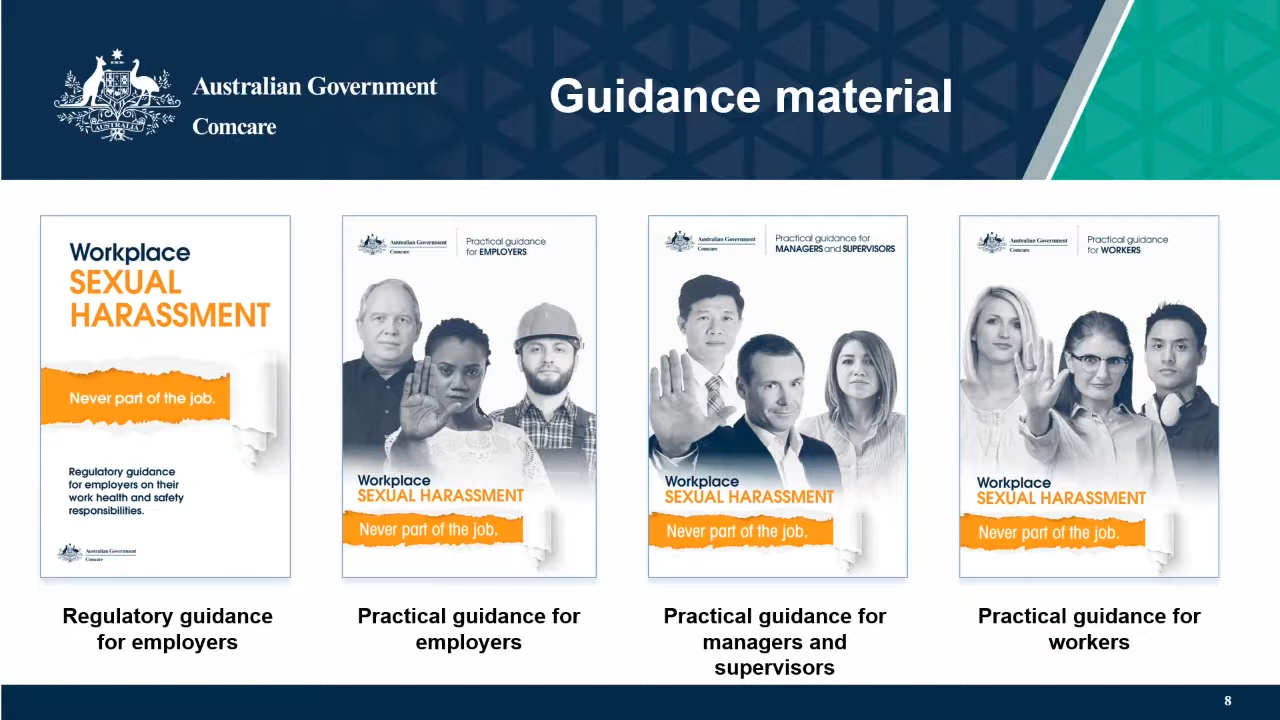 Australian Government
Comcare
Guidance material
Workplace
SEXUAL
HARASSMENT
Never part of the job.
Regulatory guidance
for employers on their
work health and safety
responsibilities.
Australian Government
Comcare
Regulatory guidance
for employers
Australian Government
Comcare
Practical guidance
for EMPLOYERS
Workplace
SEXUAL HARASSMENT
Never part of the job.
Practical guidance for
employers
Australian Government
Comcare
Practical guidance for
MANAGERS and SUPERVISORS
Workplace
SEXUAL HARASSMENT
Never part of the job.
Practical guidance for
managers and
supervisors
Australian Government
Comcare
Practical guidance
for WORKERS
Workplace
SEXUAL HARASSMENT
Never part of the job.
Practical guidance for
workers
8